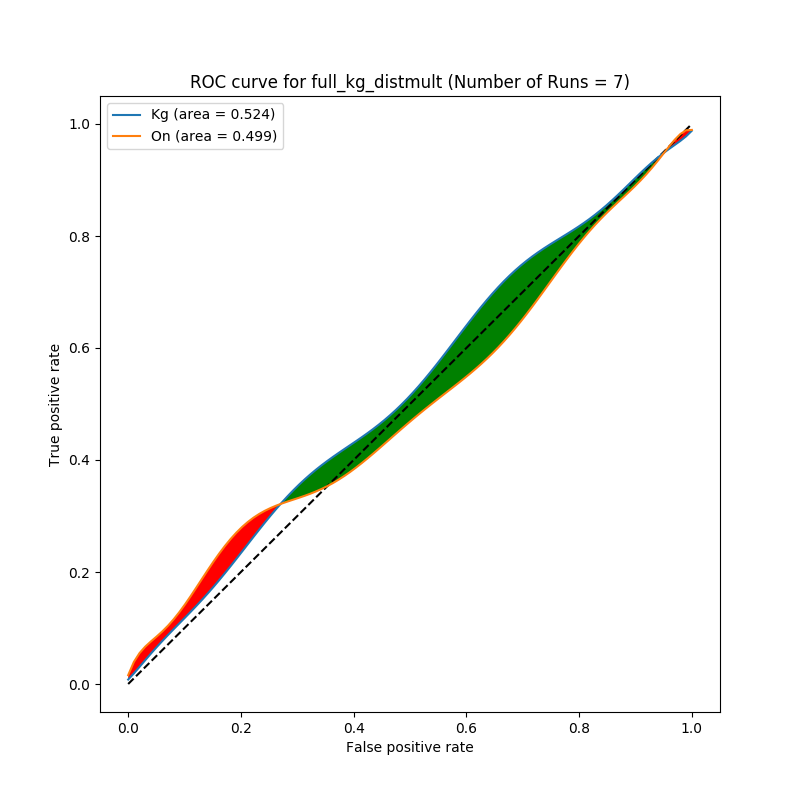 ROC curve for full_kg_distmult (Number of Runs = 7)
Kg (area = 0.524)
On (area = 0.499)
1.0
0.8
0.6
0.4
0.2
0.0
True positive rate
0.0 0.2 0.4 0.6 0.8 1.0
False positive rate